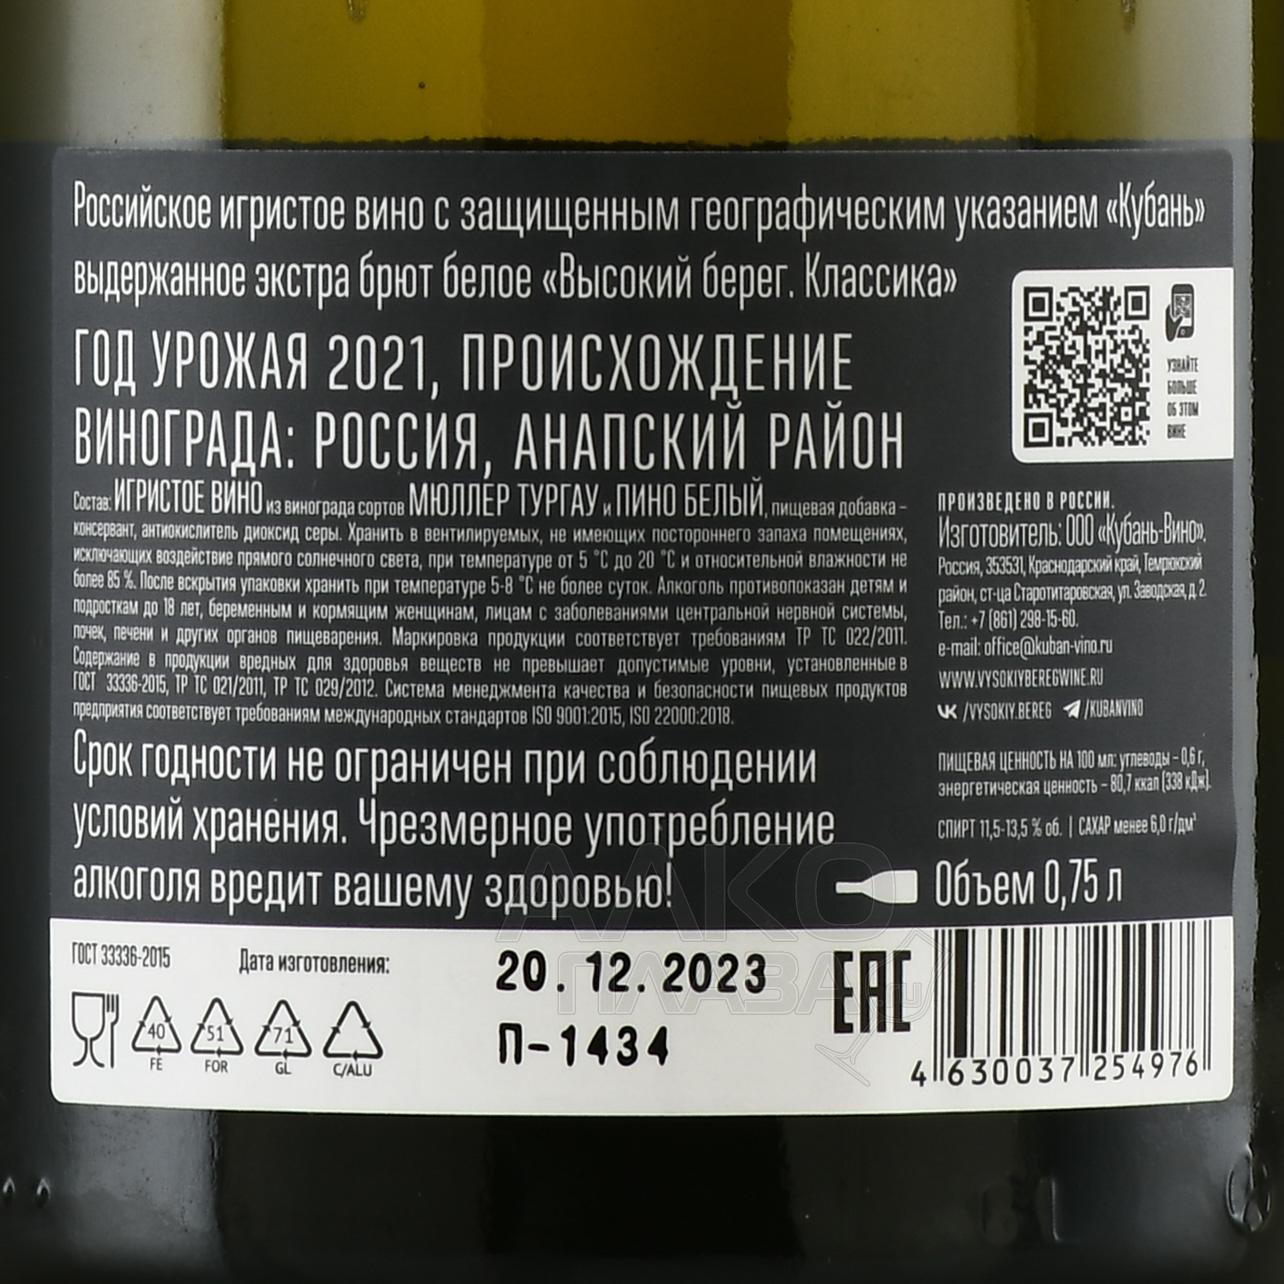 Российское игристое вино с защищенным географическим указанием «Кубань»
выдержанное экстра брют белое «Высокий берег. Классика»
ГОД УРОЖАЯ 2021, ПРОИСХОЖДЕНИЕ
ВИНОГРАДА: РОССИЯ, АНАПСКИЙ РАЙОН
Состав: ИГРИСТОЕ ВИНО из винограда сортов МЮЛЛЕР ТУРГАУ и ПИНО БЕЛЫЙ, пищевая добавка –
консервант, антиокислитель диоксид серы. Хранить в вентилируемых, не имеющих постороннего запаха помещениях,
исключающих воздействие прямого солнечного света, при температуре от 5 °С до 20 °С и относительной влажности не
более 85 %. После вскрытия упаковки хранить при температуре 5-8 °С не более суток. Алкоголь противопоказан детям и
подросткам до 18 лет, беременным и кормящим женщинам, лицам с заболеваниями центральной нервной системы,
почек, печени и других органов пищеварения. Маркировка продукции соответствует требованиям ТР ТС 022/2011.
Содержание в продукции вредных для здоровья веществ не превышает допустимые уровни, установленные в
ГОСТ 33336-2015, ТР ТС 021/2011, ТР ТС 029/2012. Система менеджмента качества и безопасности пищевых продуктов
предприятия соответствует требованиям международных стандартов ISO 9001:2015, ISO 22000:2018.
Срок годности не ограничен при соблюдении
условий хранения. Чрезмерное употребление
алкоголя вредит вашему здоровью!
УЗНАЙТЕ
БОЛЬШЕ
ОБ ЭТОМ
ВИНЕ
ПРОИЗВЕДЕНО В РОССИИ.
Изготовитель: ООО «Кубань-Вино».
Россия, 353531, Краснодарский край, Темрюкский
район, ст-ца Старотитаровская, ул. Заводская, д. 2.
Тел.: +7 (861) 298-15-60.
e-mail: office@kuban-vino.ru
WWW.VYSOKIYBEREGWINE.RU
/VYSOKIY.BEREG /KUBANVINO
ПИЩЕВАЯ ЦЕННОСТЬ НА 100 мл: углеводы – 0,6 г,
энергетическая ценность – 80,7 ккал (338 кДж).
СПИРТ 11,5-13,5 % об. | САХАР менее 6,0 г/дм³
Объем 0,75 л
ГОСТ 33336-2015 Дата изготовления:
20.12.2023
П-1434
40 51 71
FE FOR GL C/ALU
EAC
4 630037 254976
АЛКО
ПЛАЗА
ru